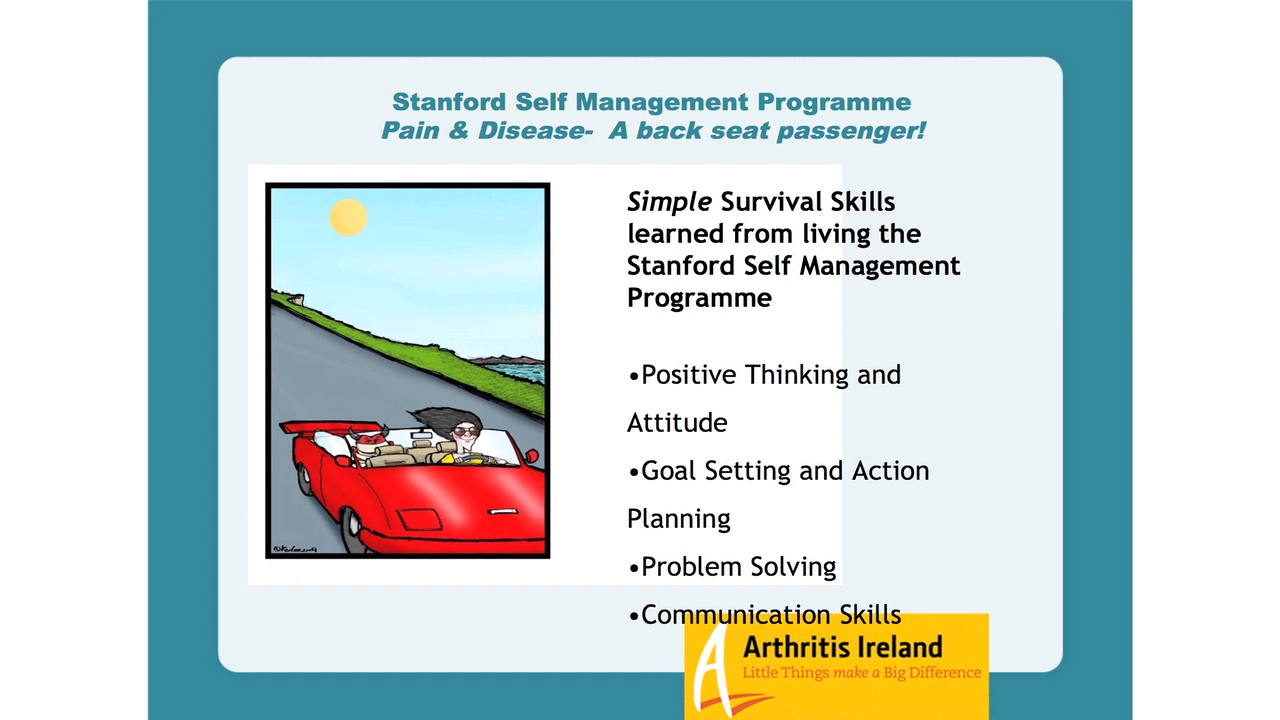 Stanford Self Management Programme
Pain & Disease- A back seat passenger!
Simple Survival Skills
learned from living the
Stanford Self Management
Programme
•Positive Thinking and
Attitude
•Goal Setting and Action
Planning
•Problem Solving
•Communication Skills
Arthritis Ireland
Little Things make a Big Difference